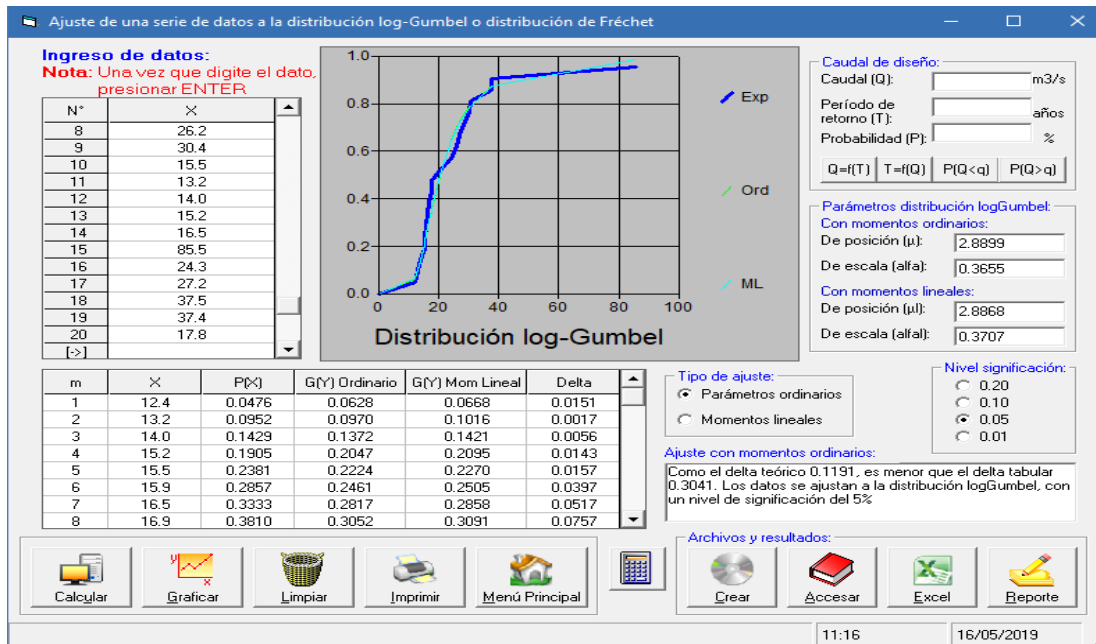 Ajuste de una serie de datos a la distribución log-Gumbel o distribución de Fréchet
Ingreso de datos:
Nota: Una vez que digite el dato,
presionar ENTER
N° X
8 26.2
9 30.4
10 15.5
11 13.2
12 14.0
13 15.2
14 16.5
15 85.5
16 24.3
17 27.2
18 37.5
19 37.4
20 17.8
[->]
1.0
0.8
0.6
0.4
0.2
0.0
0 20 40 60 80 100
Exp
Ord
ML
Distribución log-Gumbel
Caudal de diseño:
Caudal (Q): m3/s
Período de
retorno (T): años
Probabilidad (P): %
Q=f(T) T=f(Q) P(Q<q) P(Q>q)
Parámetros distribución logGumbel:
Con momentos ordinarios:
De posición (µ): 2.8899
De escala (alfa): 0.3655
Con momentos lineales:
De posición (µl): 2.8868
De escala (alfal): 0.3707
m X P(X) G(Y) Ordinario G(Y) Mom Lineal Delta
1 12.4 0.0476 0.0628 0.0668 0.0151
2 13.2 0.0952 0.0970 0.1016 0.0017
3 14.0 0.1429 0.1372 0.1421 0.0056
4 15.2 0.1905 0.2047 0.2095 0.0143
5 15.5 0.2381 0.2224 0.2270 0.0157
6 15.9 0.2857 0.2461 0.2505 0.0397
7 16.5 0.3333 0.2817 0.2858 0.0517
8 16.9 0.3810 0.3052 0.3091 0.0757
Tipo de ajuste:
Parámetros ordinarios
Momentos lineales
Nivel significación:
0.20
0.10
0.05
0.01
Ajuste con momentos ordinarios:
Como el delta teórico 0.1191, es menor que el delta tabular
0.3041. Los datos se ajustan a la distribución logGumbel, con
un nivel de significación del 5%
Calcular Graficar Limpiar Imprimir Menú Principal
Archivos y resultados:
Crear Accesar Excel Reporte
11:16 16/05/2019